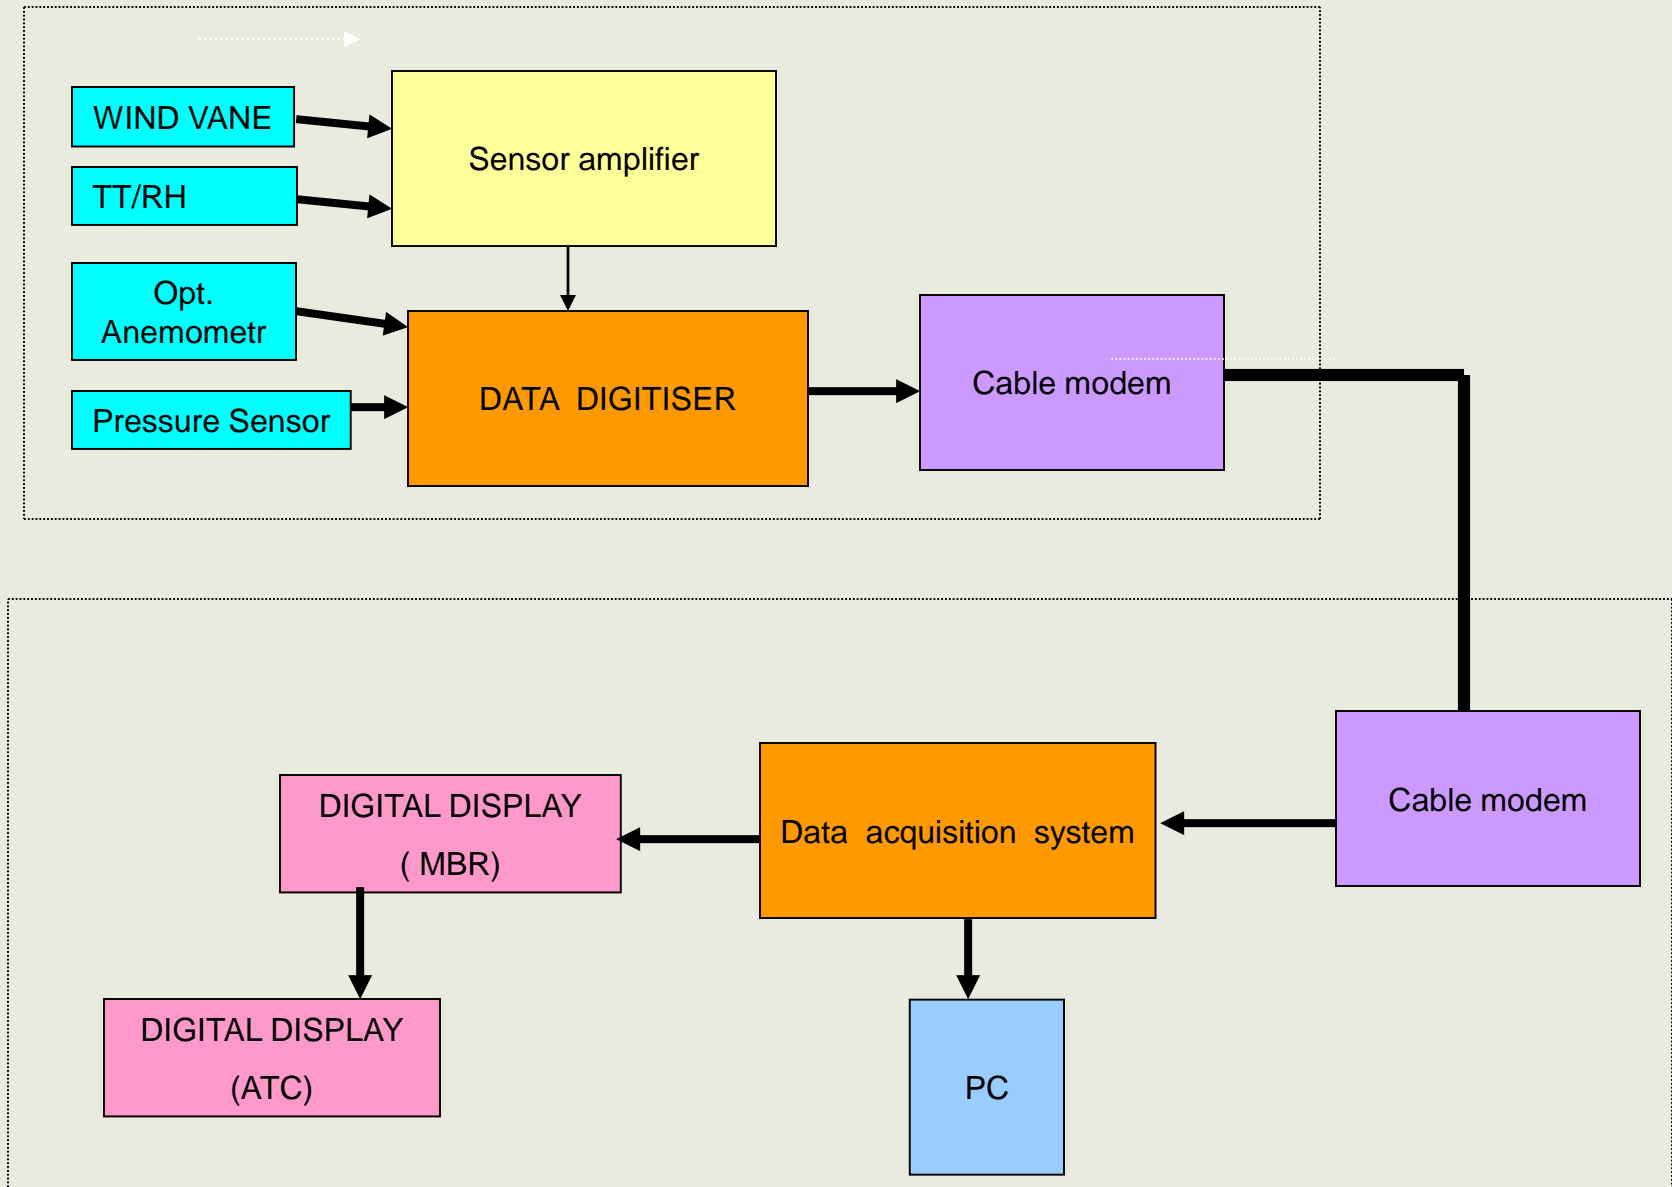 WIND VANE
Sensor amplifier
TT/RH
Opt.
Anemometr
DATA DIGITISER
Cable modem
Pressure Sensor
Cable modem
Data acquisition system
DIGITAL DISPLAY
( MBR)
DIGITAL DISPLAY
(ATC)
PC